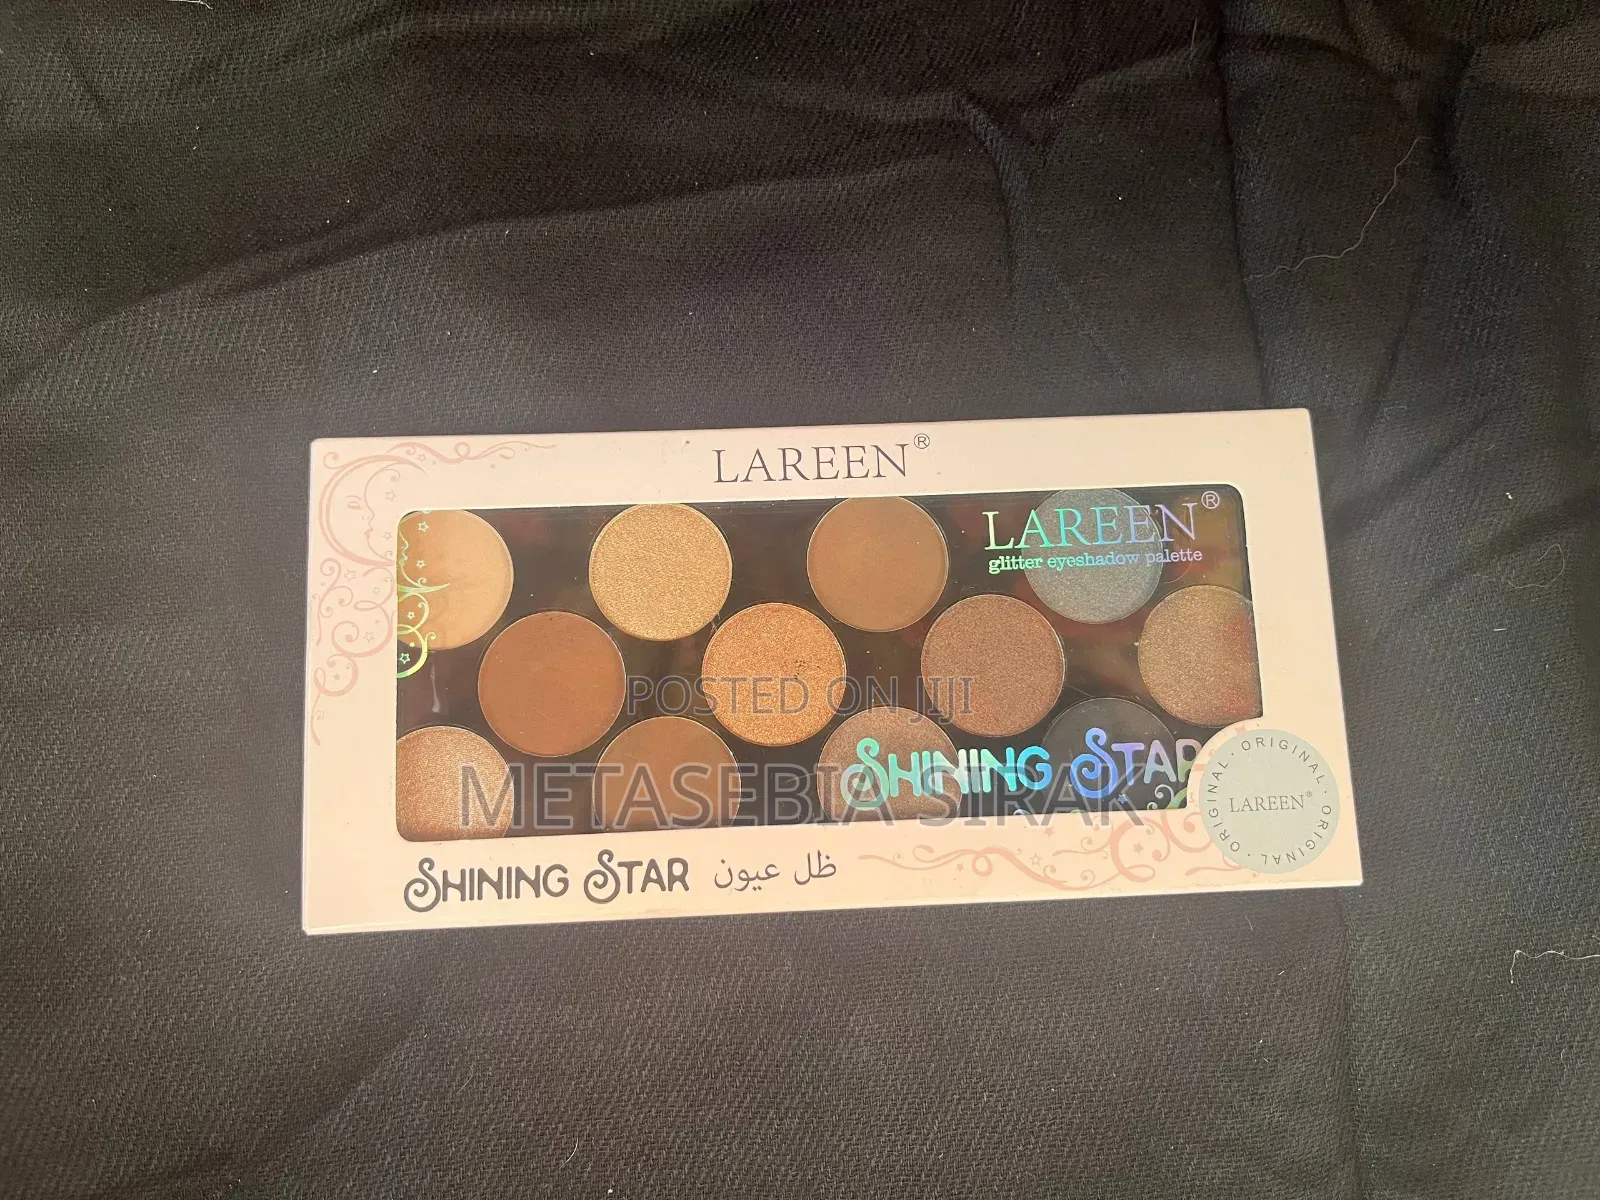 LAREEN®
LAREEN®
glitter eyeshadow palette
POSTED ON JIJI
SHINING STAR
METASEBIA SIRAK
ORIGINAL · ORIGINAL · ORIGINAL ·
LAREEN®
SHINING STAR ظل عيون